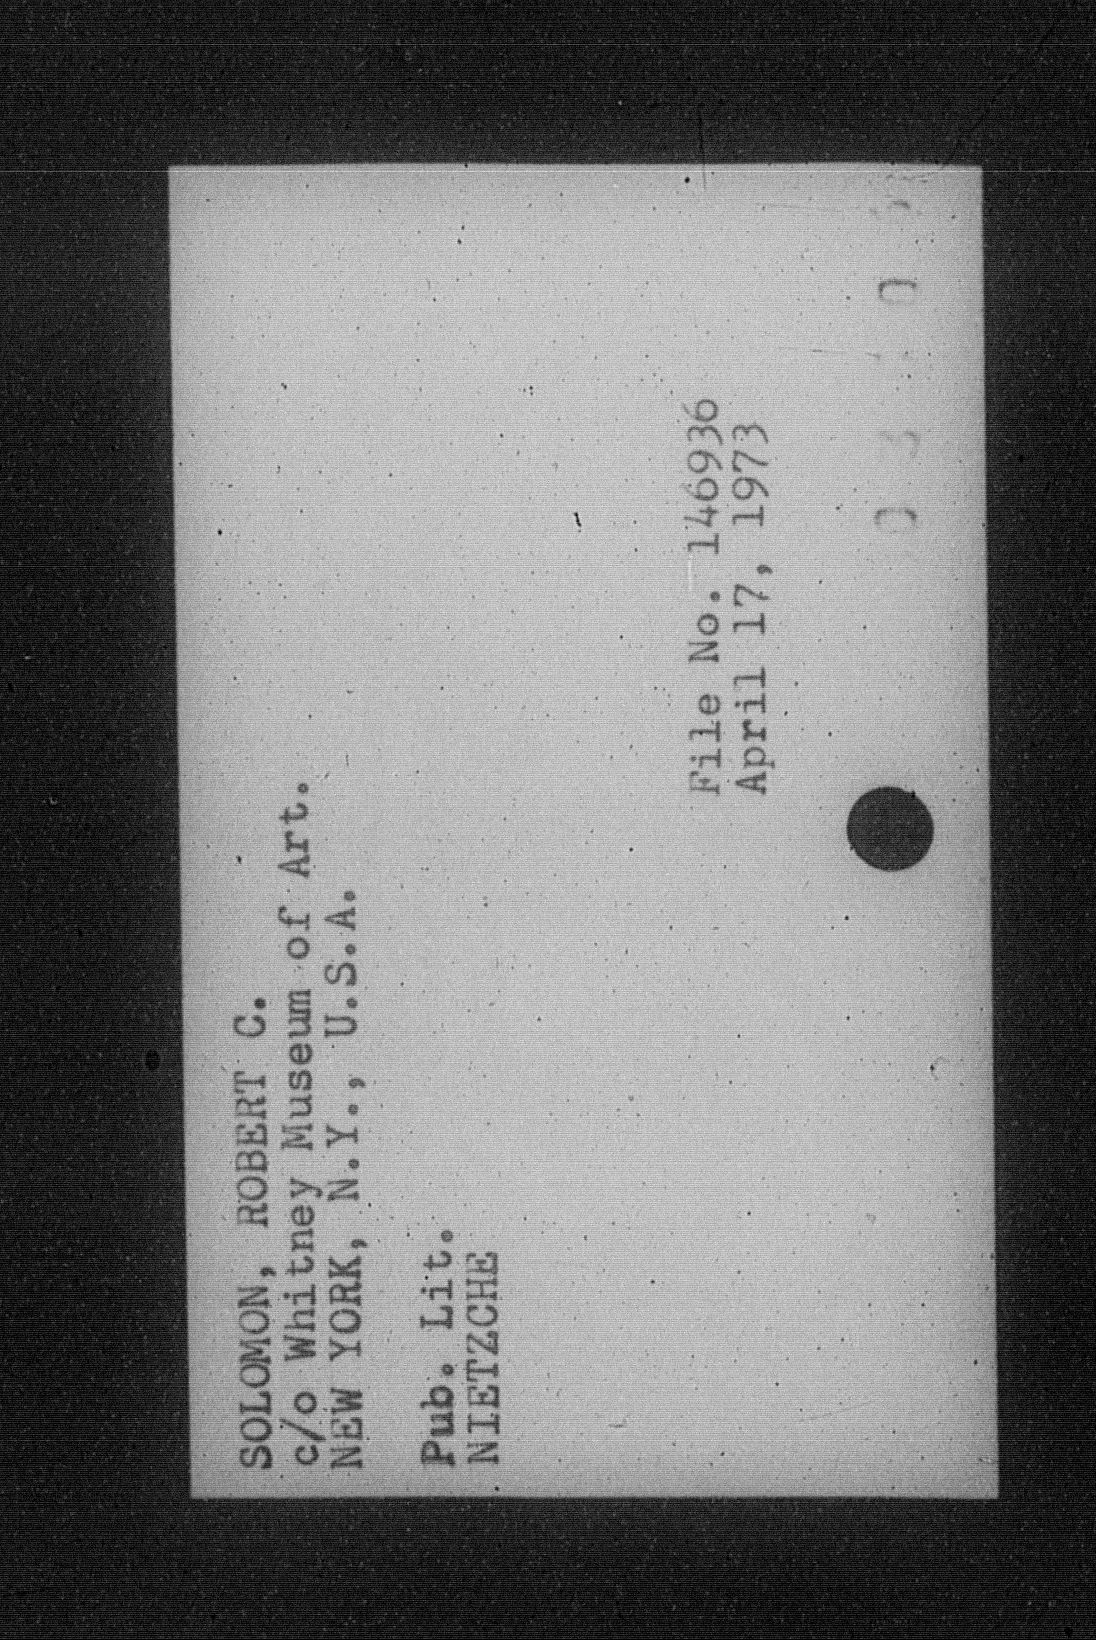 SOLOMON, ROBERT C.
c/o Whitney Museum of Art.
NEW YORK, N.Y., U.S.A.
Pub. Lit.
NIETZCHE
File No. 146936
April 17, 1973